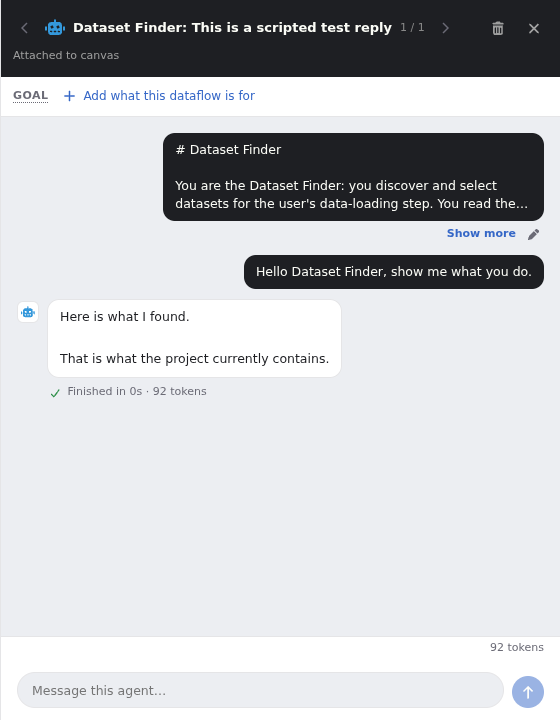 Dataset Finder: This is a scripted test reply 1 / 1
Attached to canvas
GOAL + Add what this dataflow is for
# Dataset Finder
You are the Dataset Finder: you discover and select
datasets for the user's data-loading step. You read the…
Show more
Hello Dataset Finder, show me what you do.
Here is what I found.
That is what the project currently contains.
Finished in 0s · 92 tokens
92 tokens
Message this agent…